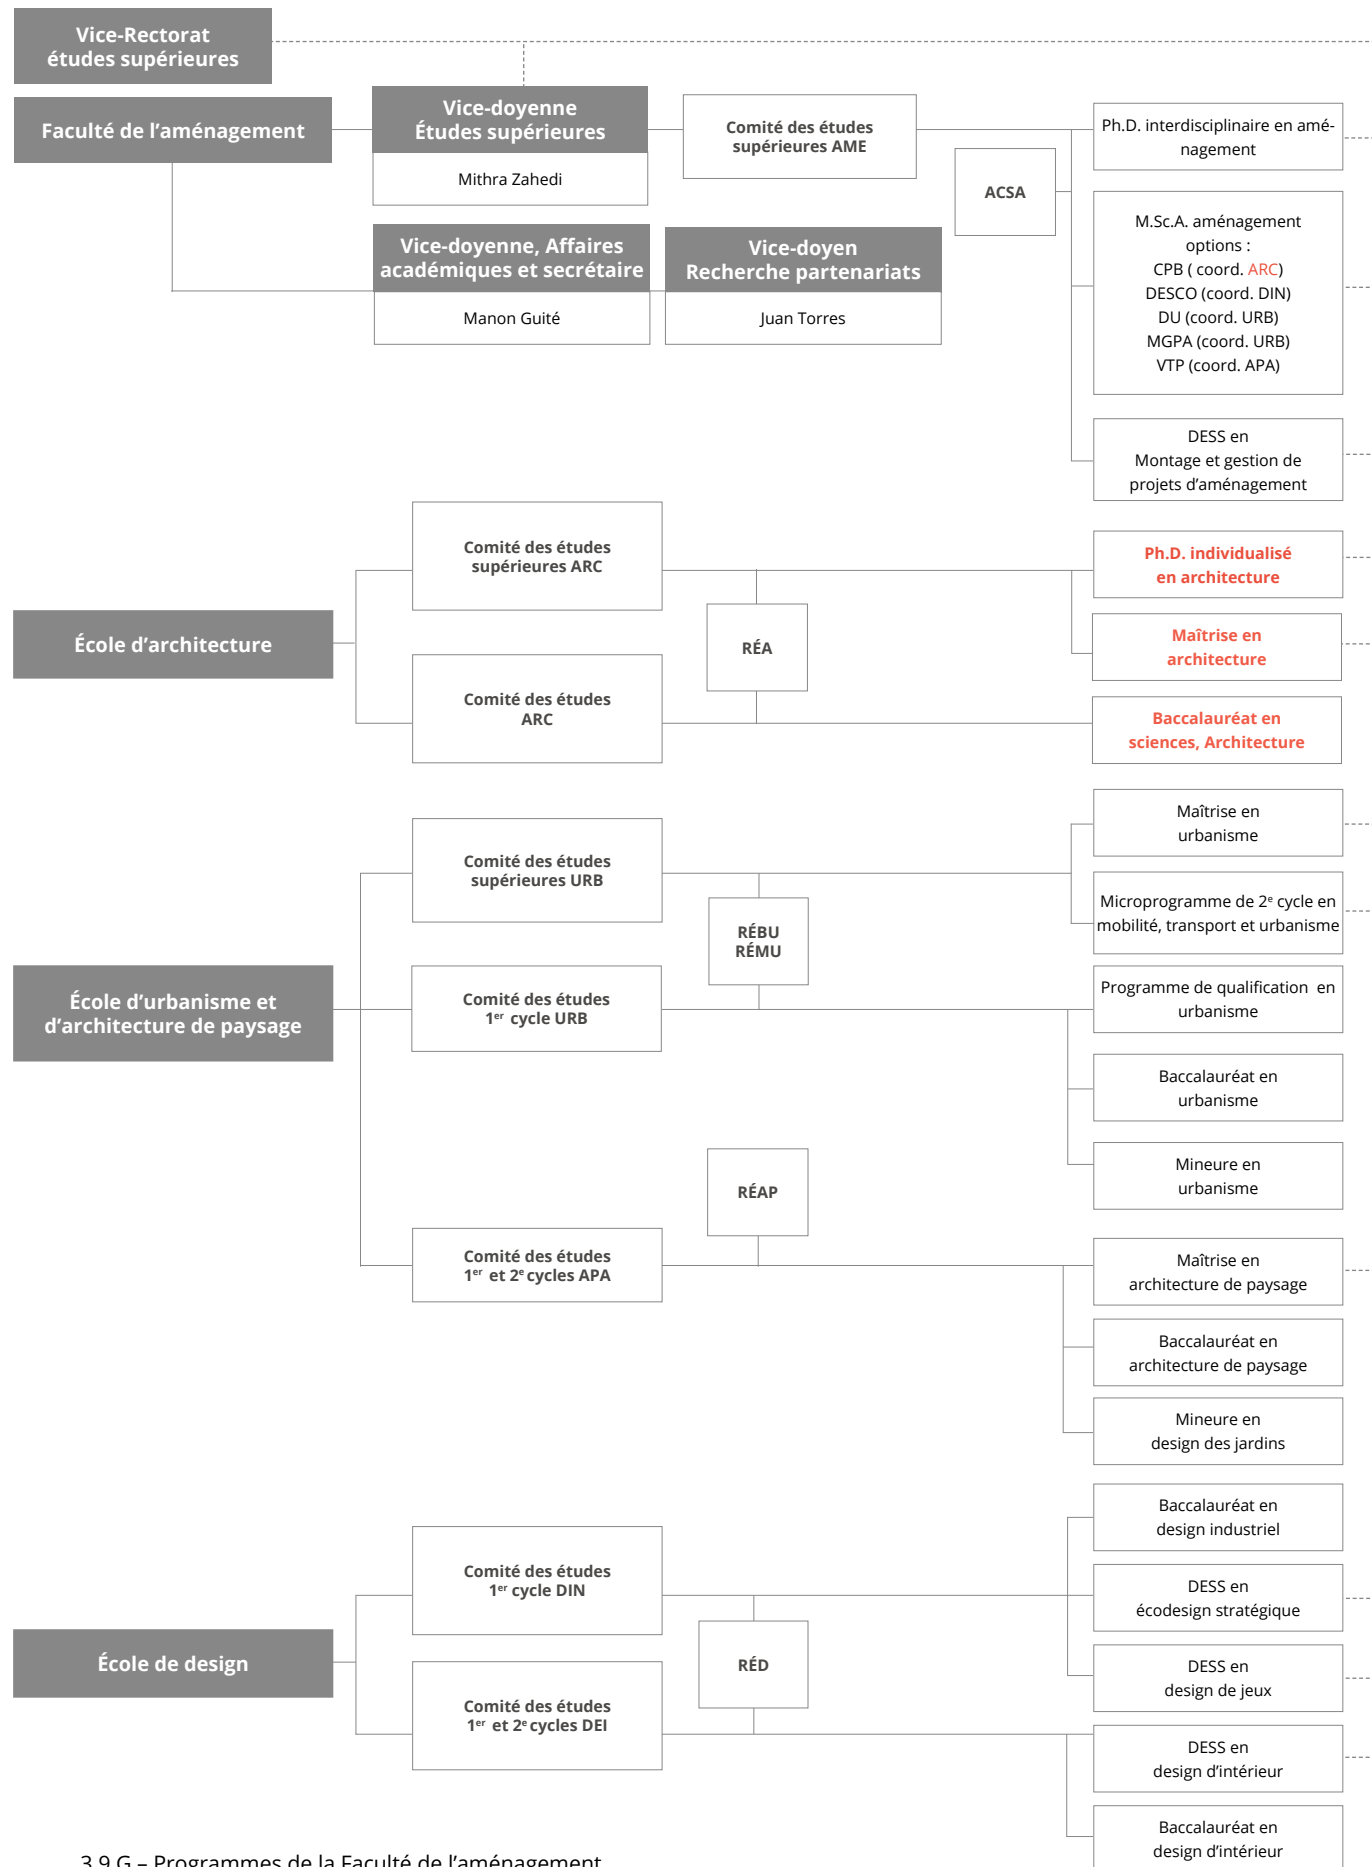 Vice-Rectorat
études supérieures
Faculté de l’aménagement
Vice-doyenne
Études supérieures
Mithra Zahedi
Comité des études
supérieures AME
ACSA
Ph.D. interdisciplinaire en amé-
nagement
Vice-doyenne, Affaires
académiques et secrétaire
Manon Guité
Vice-doyen
Recherche partenariats
Juan Torres
M.Sc.A. aménagement
options :
CPB ( coord. ARC)
DESCO (coord. DIN)
DU (coord. URB)
MGPA (coord. URB)
VTP (coord. APA)
DESS en
Montage et gestion de
projets d’aménagement
École d’architecture
Comité des études
supérieures ARC
Comité des études
ARC
RÉA
Ph.D. individualisé
en architecture
Maîtrise en
architecture
Baccalauréat en
sciences, Architecture
École d’urbanisme et
d’architecture de paysage
Comité des études
supérieures URB
Comité des études
1er cycle URB
RÉBU
RÉMU
Maîtrise en
urbanisme
Microprogramme de 2e cycle en
mobilité, transport et urbanisme
Programme de qualification en
urbanisme
Baccalauréat en
urbanisme
Mineure en
urbanisme
Comité des études
1er et 2e cycles APA
RÉAP
Maîtrise en
architecture de paysage
Baccalauréat en
architecture de paysage
Mineure en
design des jardins
École de design
Comité des études
1er cycle DIN
Comité des études
1er et 2e cycles DEI
RÉD
Baccalauréat en
design industriel
DESS en
écodesign stratégique
DESS en
design de jeux
DESS en
design d’intérieur
Baccalauréat en
design d’intérieur
3.9.G – Programmes de la Faculté de l’aménagement